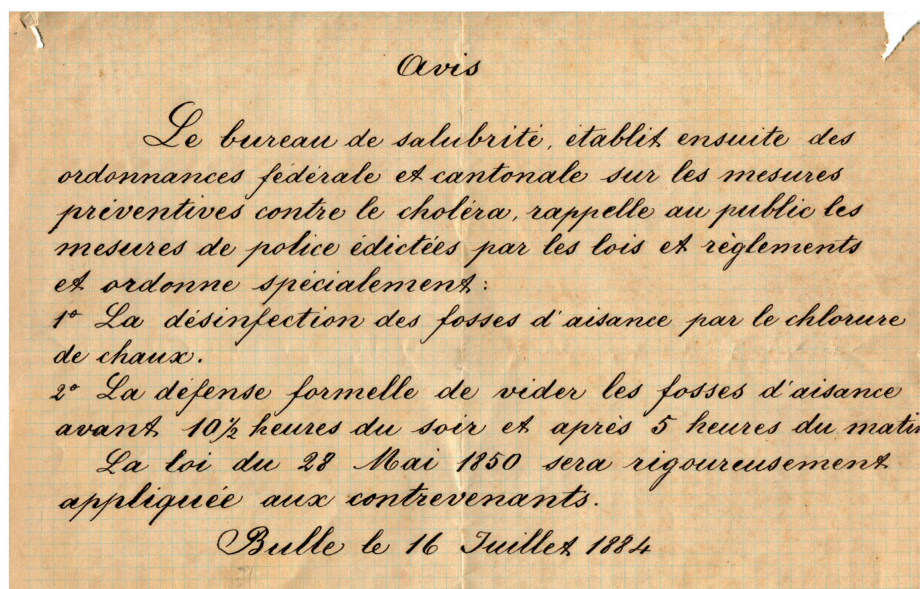 Avis
Le bureau de salubrité, établit ensuite des
ordonnances fédérale et cantonale sur les mesures
préventives contre le choléra, rappelle au public les
mesures de police édictées par les lois et règlements
et ordonne spécialement :
1° La désinfection des fosses d'aisance par le chlorure
de chaux.
2° La défense formelle de vider les fosses d'aisance
avant 10½ heures du soir et après 5 heures du matin
La loi du 28 Mai 1850 sera rigoureusement
appliquée aux contrevenants.
Bulle le 16 Juillet 1884